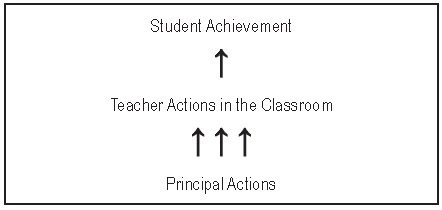 Student Achievement
Teacher Actions in the Classroom
Principal Actions